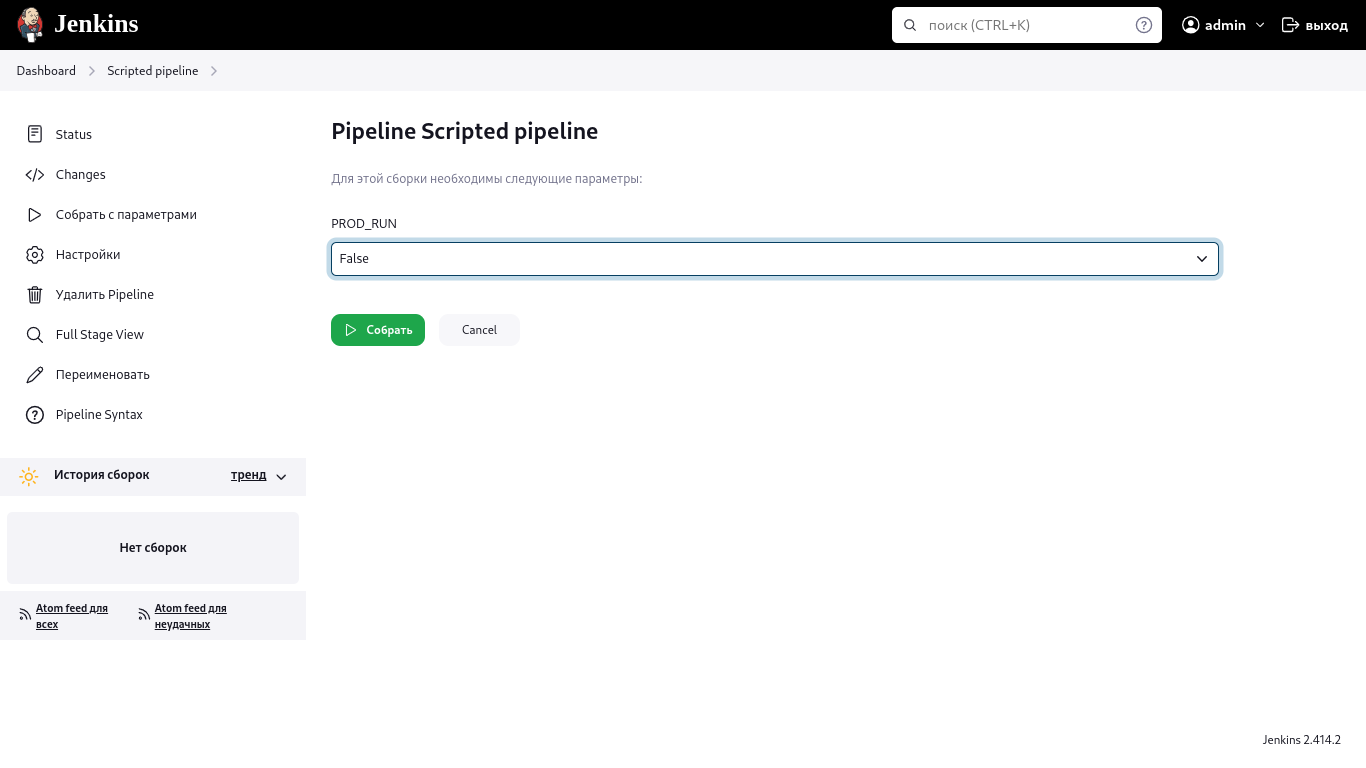 Jenkins
поиск (CTRL+K)
admin
выход
Dashboard
Scripted pipeline
Status
Changes
Собрать с параметрами
Настройки
Удалить Pipeline
Full Stage View
Переименовать
Pipeline Syntax
История сборок
тренд
Нет сборок
Atom feed для
всех
Atom feed для
неудачных
Pipeline Scripted pipeline
Для этой сборки необходимы следующие параметры:
PROD_RUN
False
Собрать
Cancel
Jenkins 2.414.2